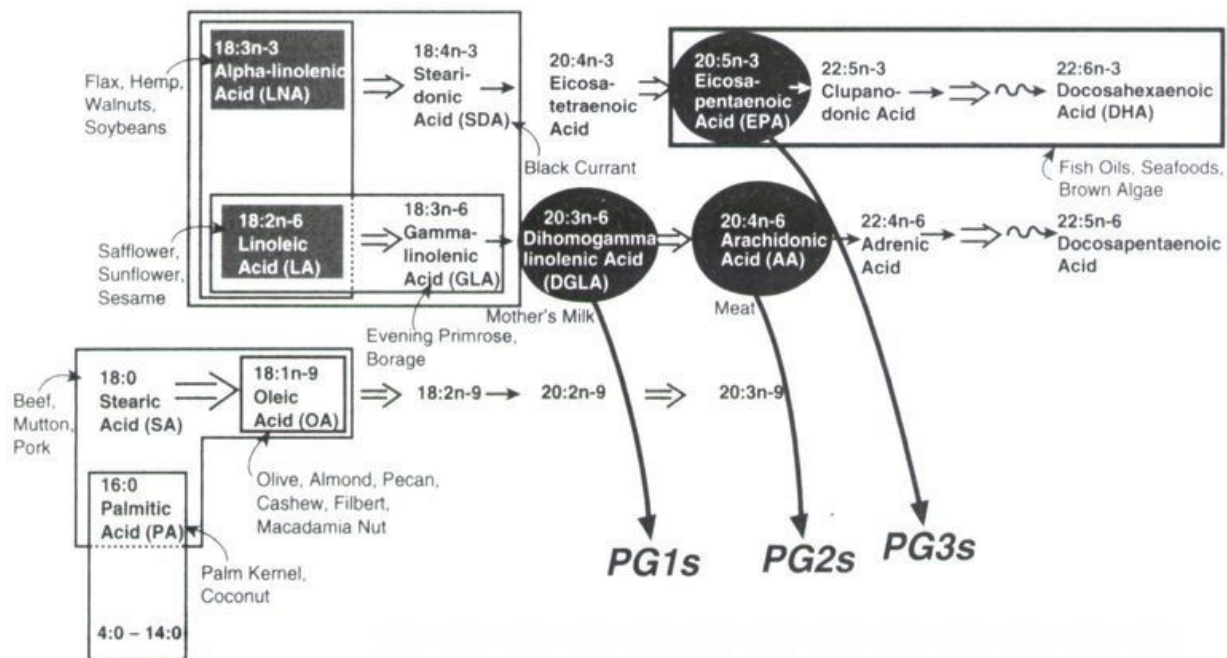 18:3n-3
Alpha-linolenic
Acid (LNA)
18:4n-3
Steari-
donic
Acid (SDA)
20:4n-3
Eicosa-
tetraenoic
Acid
20:5n-3
Eicosa-
pentaenoic
Acid (EPA)
22:5n-3
Clupano-
donic Acid
22:6n-3
Docosahexaenoic
Acid (DHA)
Flax, Hemp,
Walnuts,
Soybeans
Black Currant
Fish Oils, Seafoods,
Brown Algae
18:2n-6
Linoleic
Acid (LA)
18:3n-6
Gamma-
linolenic
Acid (GLA)
20:3n-6
Dihomogamma
linolenic Acid
(DGLA)
20:4n-6
Arachidonic
Acid (AA)
22:4n-6
Adrenic
Acid
22:5n-6
Docosapentaenoic
Acid
Safflower,
Sunflower,
Sesame
Evening Primrose,
Borage
Mother's Milk
Meat
18:0
Stearic
Acid (SA)
18:1n-9
Oleic
Acid (OA)
18:2n-9
20:2n-9
20:3n-9
Beef,
Mutton,
Pork
Olive, Almond, Pecan,
Cashew, Filbert,
Macadamia Nut
16:0
Palmitic
Acid (PA)
Palm Kernel,
Coconut
4:0 – 14:0
PG1s
PG2s
PG3s